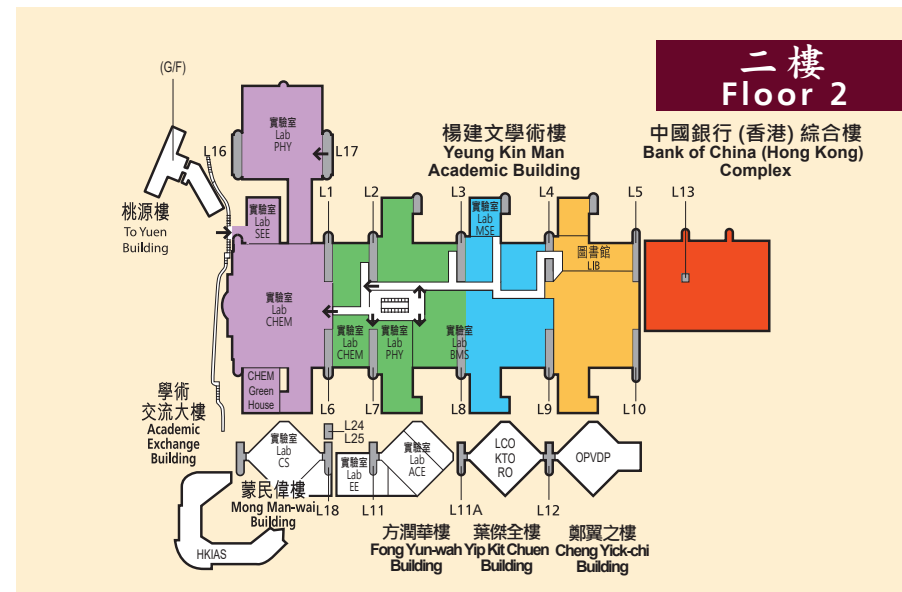 二樓
Floor 2
(G/F)
實驗室
Lab
PHY
L16
L17
楊建文學術樓
Yeung Kin Man
Academic Building
中國銀行 (香港) 綜合樓
Bank of China (Hong Kong)
Complex
L1
L2
L3
L4
L5
L13
桃源樓
To Yuen
Building
實驗室
Lab
SEE
實驗室
Lab
MSE
圖書館
LIB
實驗室
Lab
CHEM
實驗室
Lab
CHEM
實驗室
Lab
PHY
實驗室
Lab
BMS
CHEM
Green
House
學術
交流大樓
Academic
Exchange
Building
L6
L7
L8
L9
L10
L24
L25
實驗室
Lab
CS
實驗室
Lab
EE
實驗室
Lab
ACE
LCO
KTO
RO
OPVDP
蒙民偉樓
Mong Man-wai
Building
L18
L11
L11A
L12
HKIAS
方潤華樓
Fong Yun-wah
Building
葉傑全樓
Yip Kit Chuen
Building
鄭翼之樓
Cheng Yick-chi
Building